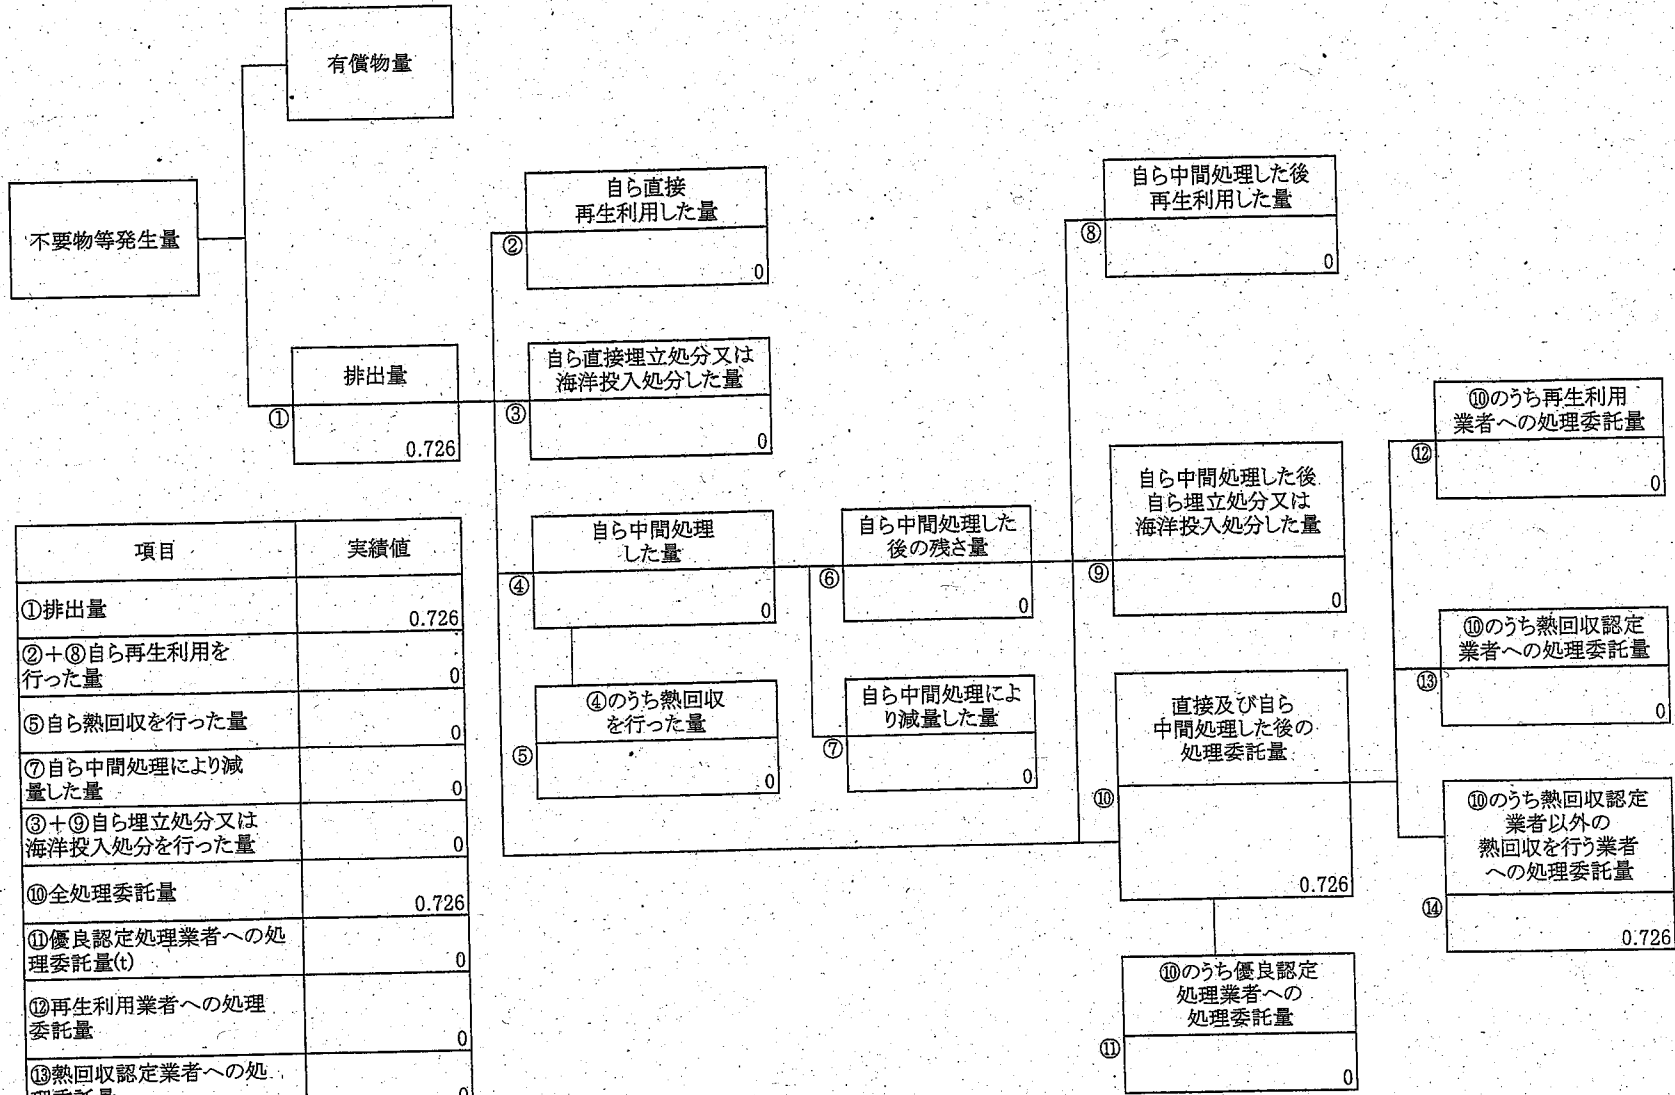 有償物量
不要物等発生量
排出量
①
0.726
自ら直接
再生利用した量
②
0
自ら直接埋立処分又は
海洋投入処分した量
③
0
自ら中間処理
した量
④
0
④のうち熱回収
を行った量
⑤
0
自ら中間処理した
後の残さ量
⑥
0
自ら中間処理によ
り減量した量
⑦
0
自ら中間処理した後
再生利用した量
⑧
0
自ら中間処理した後
自ら埋立処分又は
海洋投入処分した量
⑨
0
直接及び自ら
中間処理した後の
処理委託量
⑩
0.726
⑩のうち優良認定
処理業者への
処理委託量
⑪
0
⑩のうち再生利用
業者への処理委託量
⑫
0
⑩のうち熱回収認定
業者への処理委託量
⑬
0
⑩のうち熱回収認定
業者以外の
熱回収を行う業者
への処理委託量
⑭
0.726
項目 実績値
①排出量 0.726
②+⑧自ら再生利用を
行った量 0
⑤自ら熱回収を行った量 0
⑦自ら中間処理により減
量した量 0
③+⑨自ら埋立処分又は
海洋投入処分を行った量 0
⑩全処理委託量 0.726
⑪優良認定処理業者への処
理委託量(t) 0
⑫再生利用業者への処理
委託量 0
⑬熱回収認定業者への処
理委託量 0